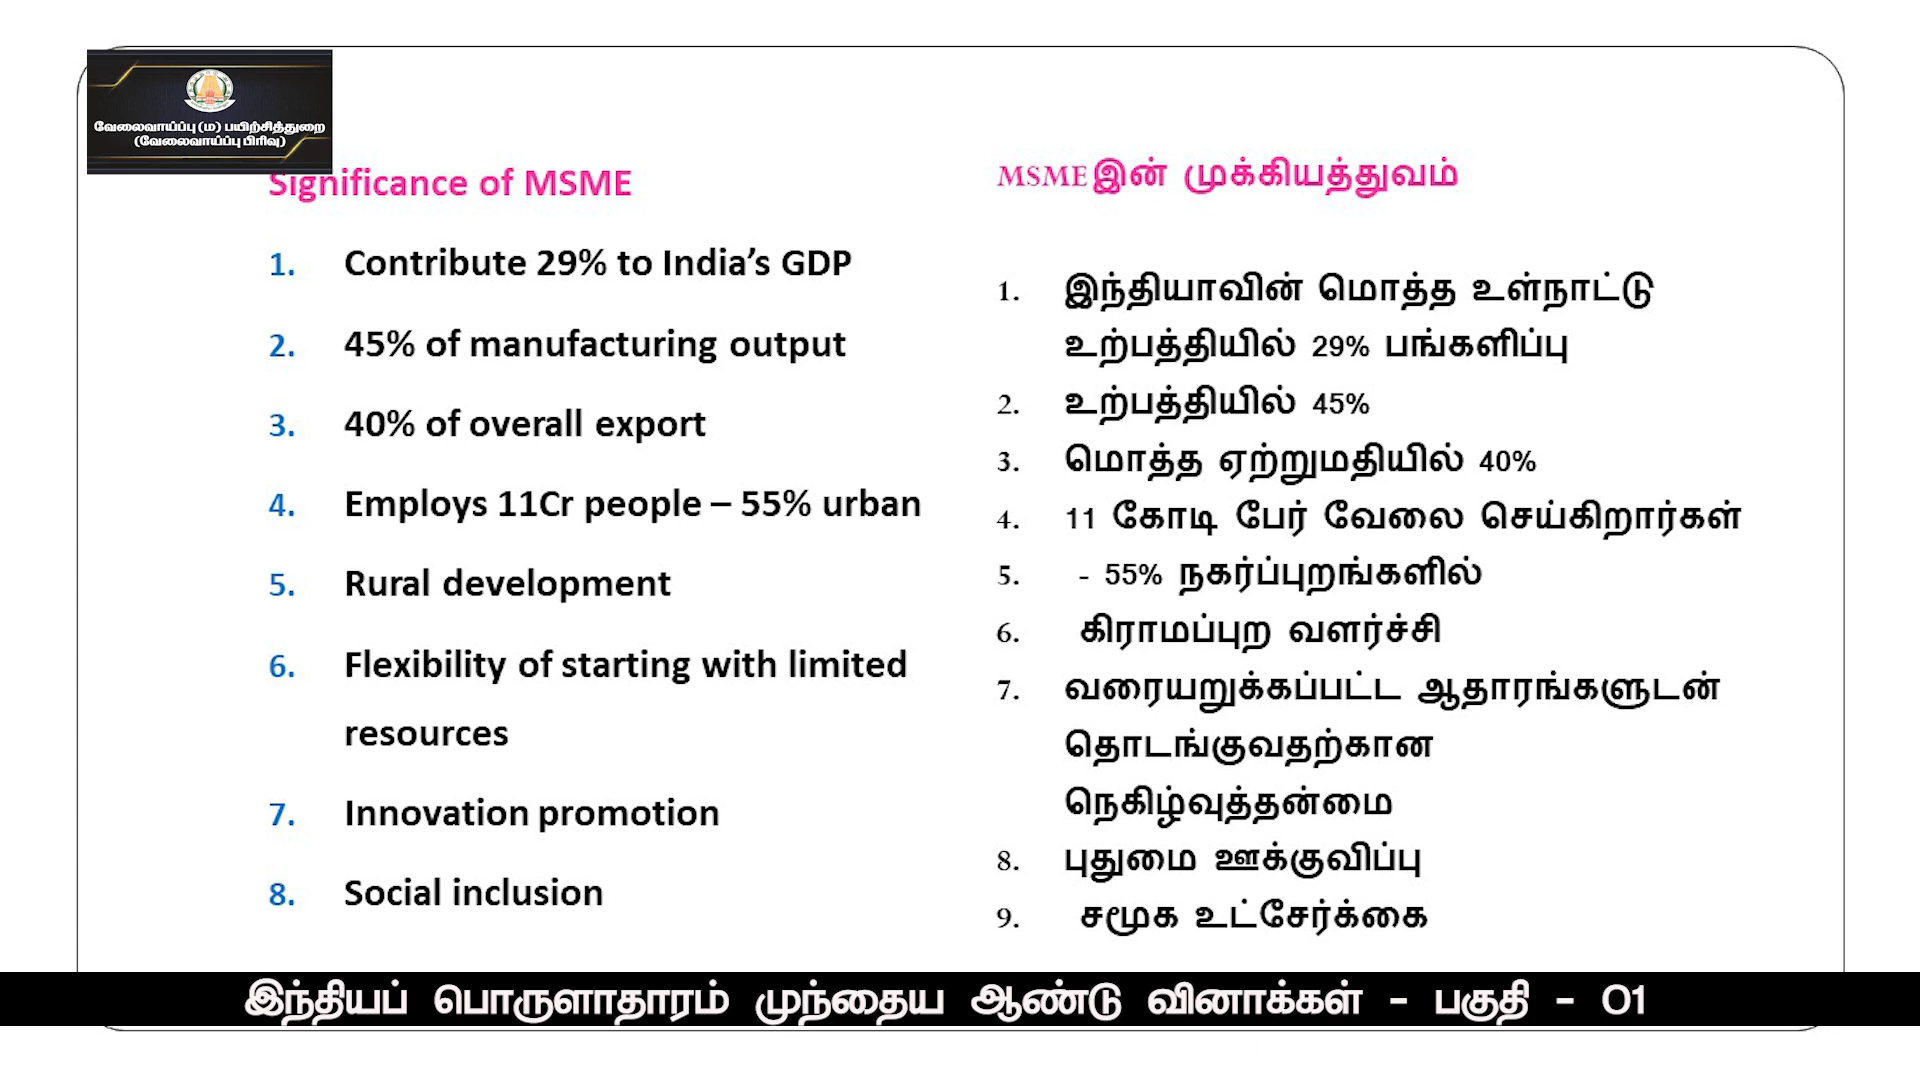 வேலைவாய்ப்பு (ம) பயிற்சித்துறை
(வேலைவாய்ப்பு பிரிவு)
Significance of MSME
1. Contribute 29% to India’s GDP
2. 45% of manufacturing output
3. 40% of overall export
4. Employs 11Cr people – 55% urban
5. Rural development
6. Flexibility of starting with limited
resources
7. Innovation promotion
8. Social inclusion
MSMEஇன் முக்கியத்துவம்
1. இந்தியாவின் மொத்த உள்நாட்டு
உற்பத்தியில் 29% பங்களிப்பு
2. உற்பத்தியில் 45%
3. மொத்த ஏற்றுமதியில் 40%
4. 11 கோடி பேர் வேலை செய்கிறார்கள்
5. - 55% நகர்ப்புறங்களில்
6. கிராமப்புற வளர்ச்சி
7. வரையறுக்கப்பட்ட ஆதாரங்களுடன்
தொடங்குவதற்கான
நெகிழ்வுத்தன்மை
8. புதுமை ஊக்குவிப்பு
9. சமூக உட்சேர்க்கை
இந்தியப் பொருளாதாரம் முந்தைய ஆண்டு வினாக்கள் - பகுதி - 01